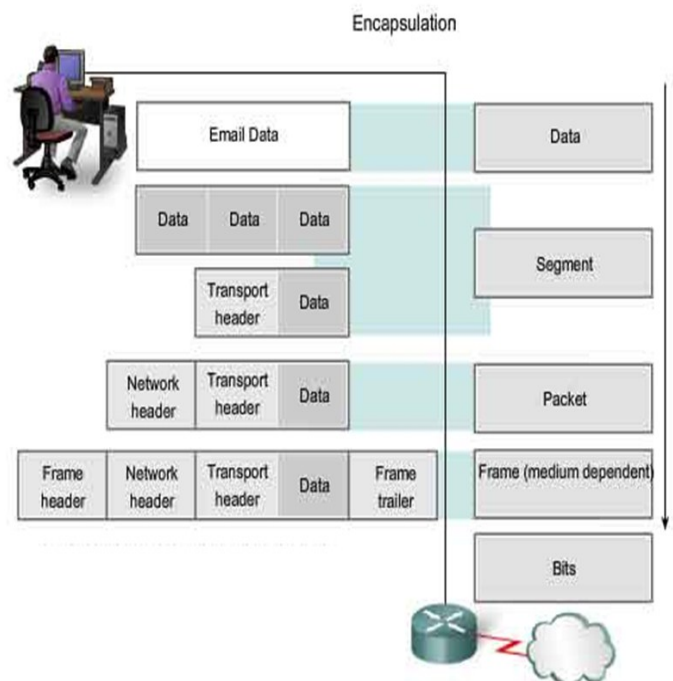 Encapsulation
Email Data
Data
Data Data Data
Segment
Transport header Data
Network header Transport header Data
Packet
Frame header Network header Transport header Data Frame trailer
Frame (medium dependent)
Bits